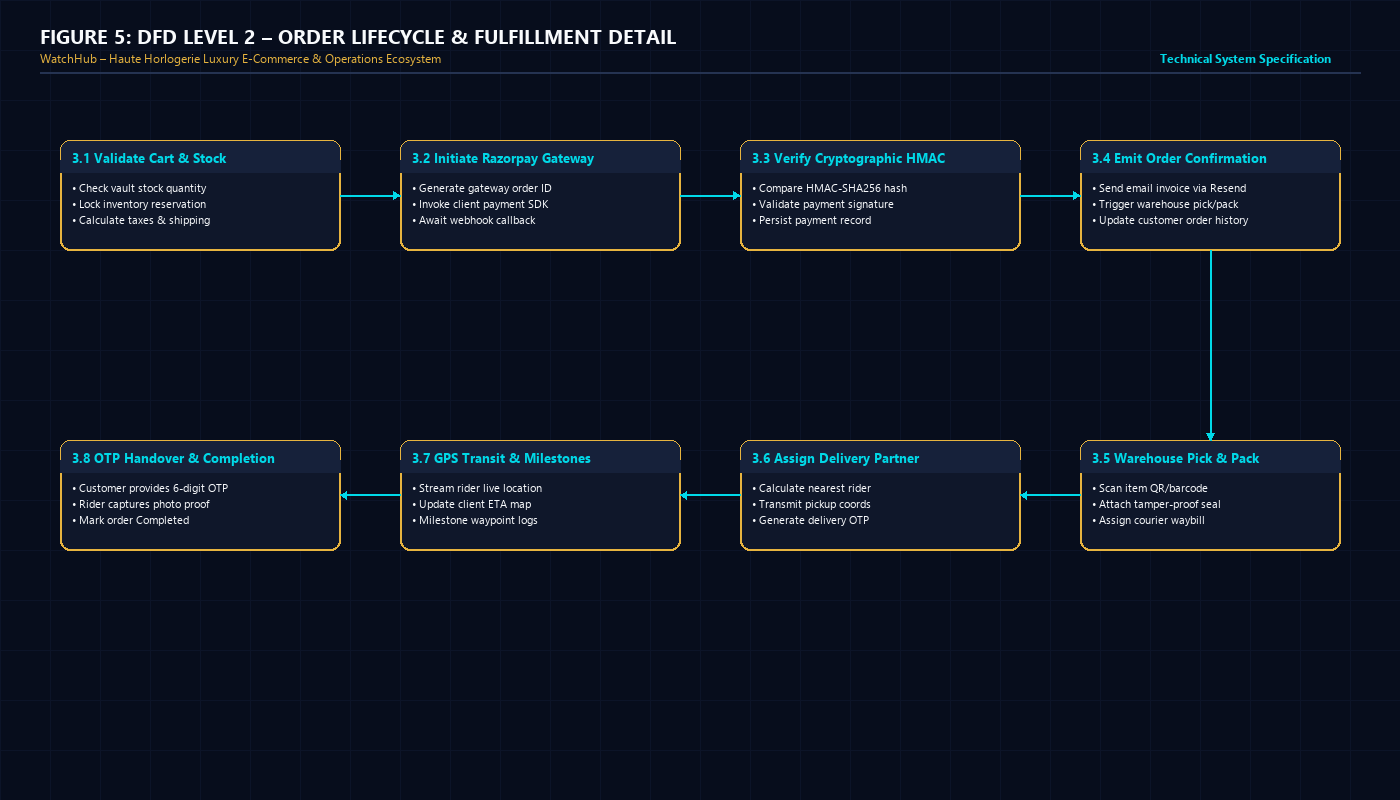 FIGURE 5: DFD LEVEL 2 – ORDER LIFECYCLE & FULFILLMENT DETAIL
WatchHub – Haute Horlogerie Luxury E-Commerce & Operations Ecosystem
Technical System Specification
3.1 Validate Cart & Stock
• Check vault stock quantity
• Lock inventory reservation
• Calculate taxes & shipping
3.2 Initiate Razorpay Gateway
• Generate gateway order ID
• Invoke client payment SDK
• Await webhook callback
3.3 Verify Cryptographic HMAC
• Compare HMAC-SHA256 hash
• Validate payment signature
• Persist payment record
3.4 Emit Order Confirmation
• Send email invoice via Resend
• Trigger warehouse pick/pack
• Update customer order history
3.8 OTP Handover & Completion
• Customer provides 6-digit OTP
• Rider captures photo proof
• Mark order Completed
3.7 GPS Transit & Milestones
• Stream rider live location
• Update client ETA map
• Milestone waypoint logs
3.6 Assign Delivery Partner
• Calculate nearest rider
• Transmit pickup coords
• Generate delivery OTP
3.5 Warehouse Pick & Pack
• Scan item QR/barcode
• Attach tamper-proof seal
• Assign courier waybill